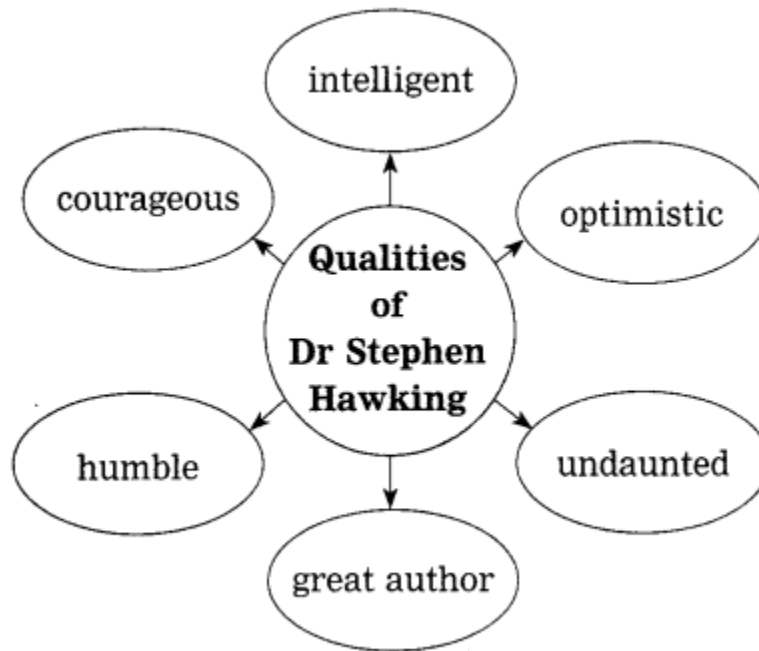 intelligent
courageous
optimistic
Qualities
of
Dr Stephen
Hawking
humble
undaunted
great author